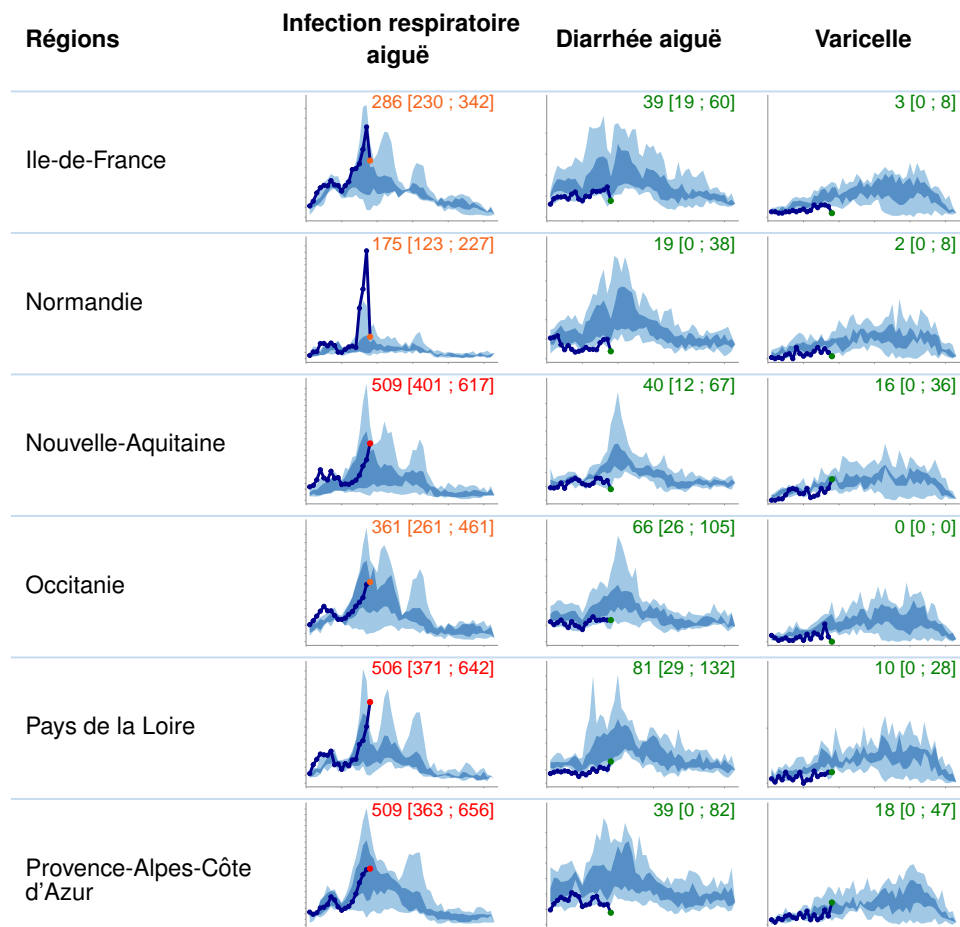 Régions
Infection respiratoire
aiguë
Diarrhée aiguë
Varicelle
Ile-de-France
286 [230 ; 342]
39 [19 ; 60]
3 [0 ; 8]
Normandie
175 [123 ; 227]
19 [0 ; 38]
2 [0 ; 8]
Nouvelle-Aquitaine
509 [401 ; 617]
40 [12 ; 67]
16 [0 ; 36]
Occitanie
361 [261 ; 461]
66 [26 ; 105]
0 [0 ; 0]
Pays de la Loire
506 [371 ; 642]
81 [29 ; 132]
10 [0 ; 28]
Provence-Alpes-Côte
d'Azur
509 [363 ; 656]
39 [0 ; 82]
18 [0 ; 47]